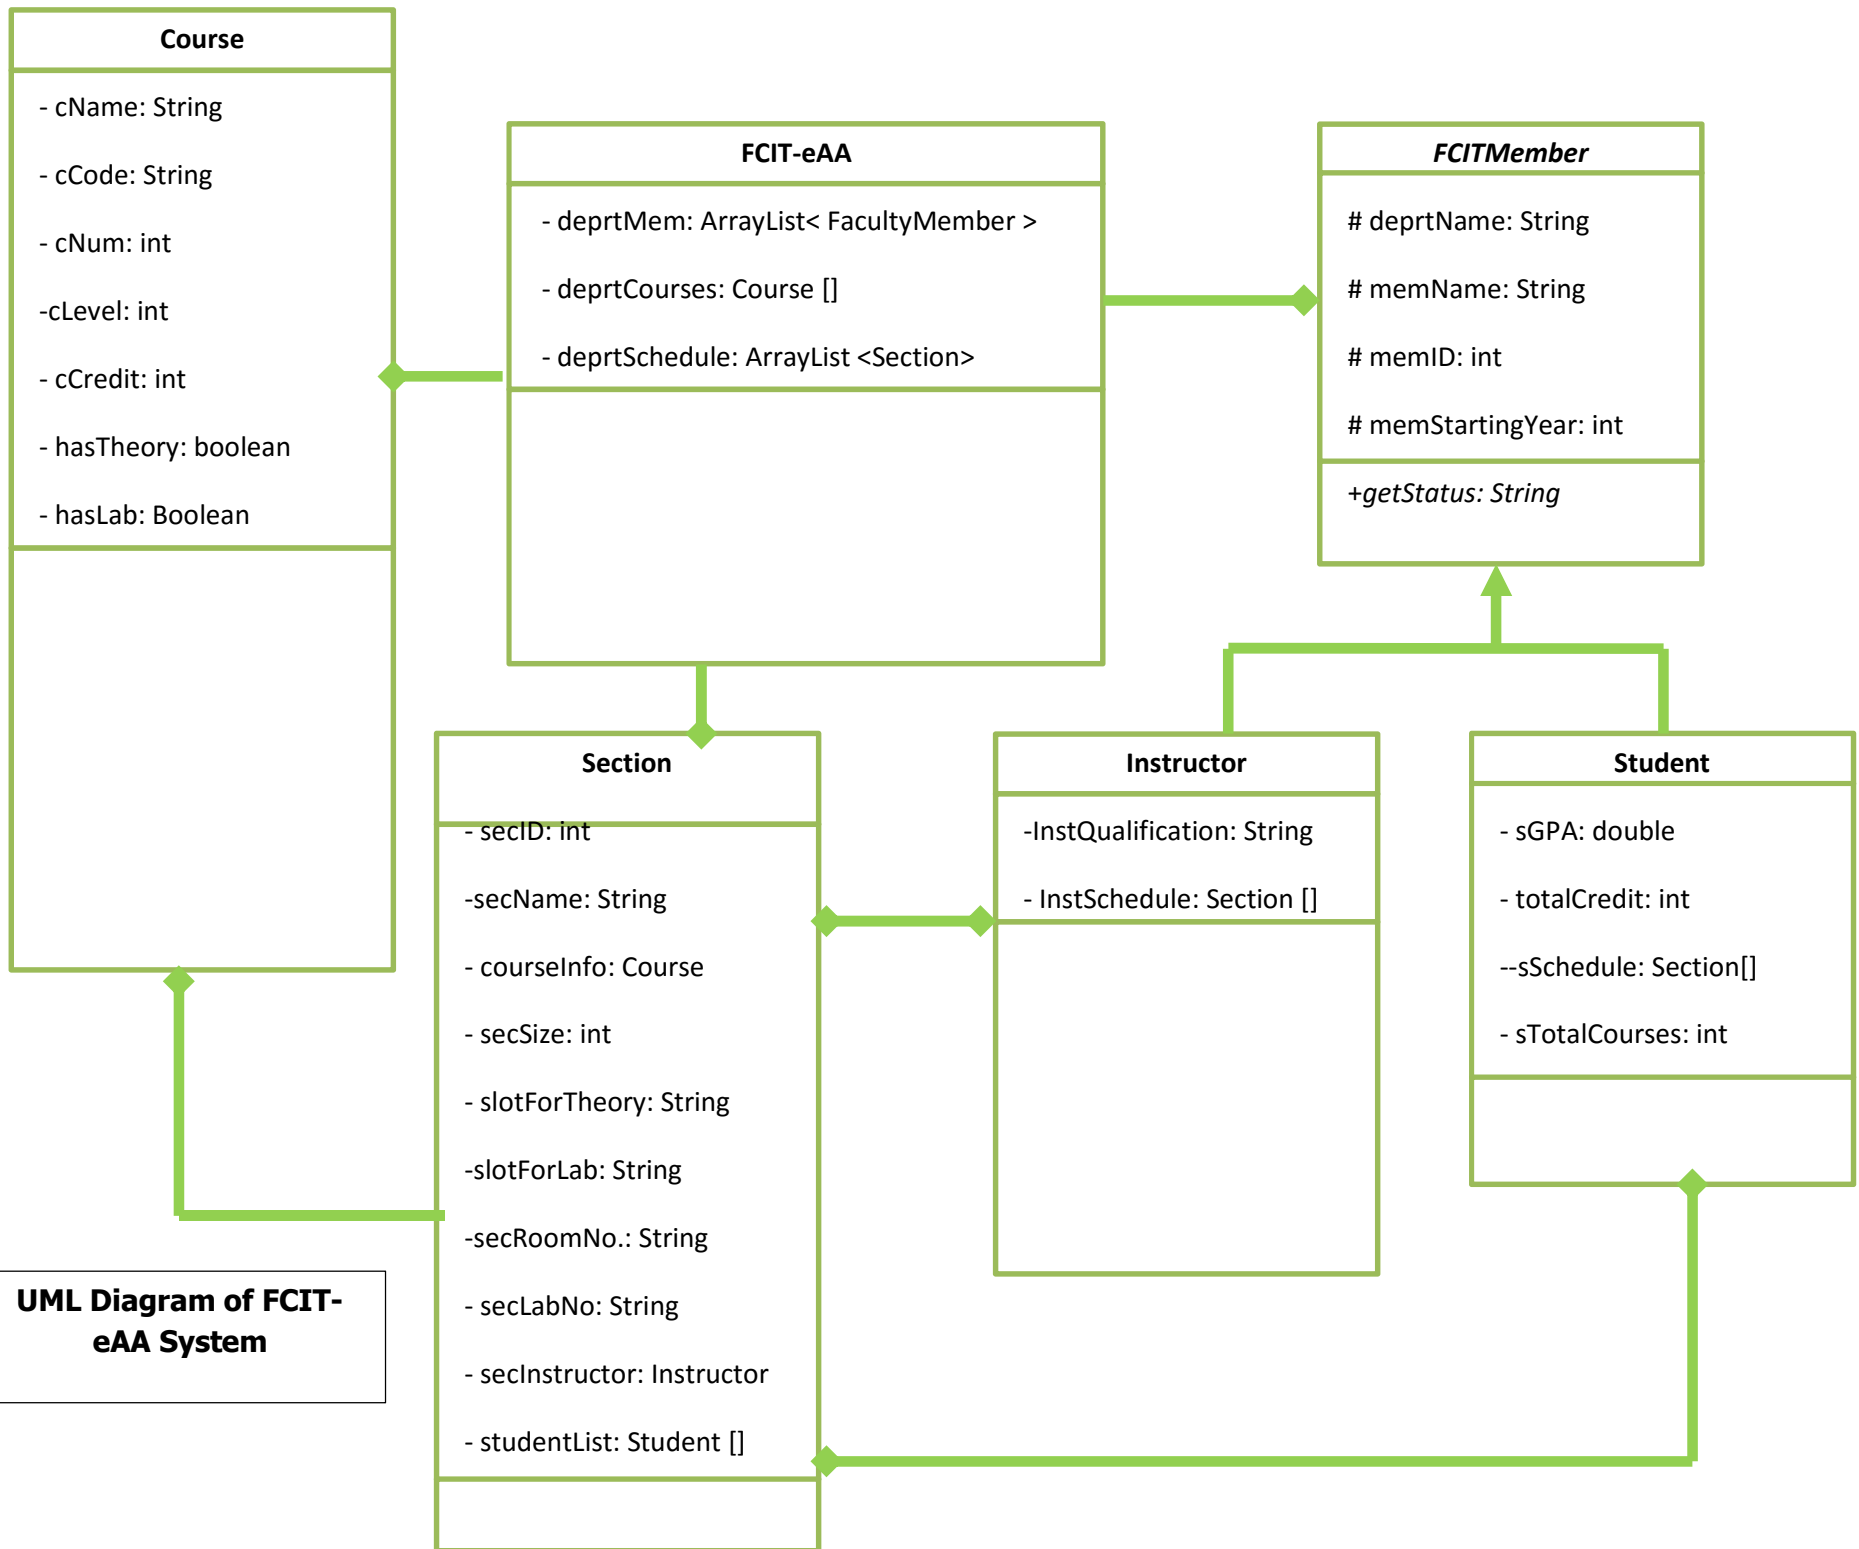 Course
- cName: String
- cCode: String
- cNum: int
-cLevel: int
- cCredit: int
- hasTheory: boolean
- hasLab: Boolean
FCIT-eAA
- deprtMem: ArrayList< FacultyMember >
- deprtCourses: Course []
- deprtSchedule: ArrayList <Section>
FCITMember
# deprtName: String
# memName: String
# memID: int
# memStartingYear: int
+getStatus: String
Section
- secID: int
-secName: String
- courseInfo: Course
- secSize: int
- slotForTheory: String
-slotForLab: String
-secRoomNo.: String
- secLabNo: String
- secInstructor: Instructor
- studentList: Student []
Instructor
-InstQualification: String
- InstSchedule: Section []
Student
- sGPA: double
- totalCredit: int
--sSchedule: Section[]
- sTotalCourses: int
UML Diagram of FCIT-
eAA System